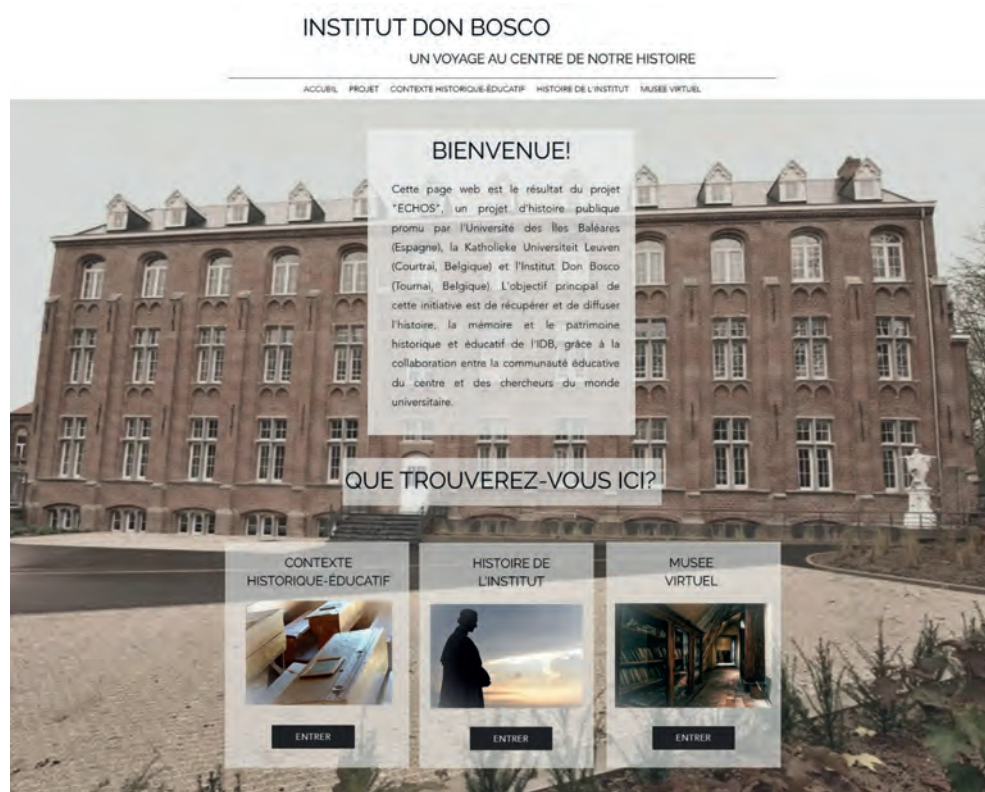 INSTITUT DON BOSCO
UN VOYAGE AU CENTRE DE NOTRE HISTOIRE
ACCUEIL PROJET CONTEXTE HISTORIQUE-ÉDUCATIF HISTOIRE DE L'INSTITUT MUSEE VIRTUEL
BIENVENUE!
Cette page web est le résultat du projet
"ECHOS", un projet d'histoire publique
promu par l'Université des Îles Baléares
(Espagne), la Katholieke Universiteit Leuven
(Courtrai, Belgique) et l'Institut Don Bosco
(Tournai, Belgique). L'objectif principal de
cette initiative est de récupérer et de diffuser
l'histoire, la mémoire et le patrimoine
historique et éducatif de l'IDB, grâce à la
collaboration entre la communauté éducative
du centre et des chercheurs du monde
universitaire.
QUE TROUVEREZ-VOUS ICI?
CONTEXTE
HISTORIQUE-ÉDUCATIF
ENTRER
HISTOIRE DE
L'INSTITUT
ENTRER
MUSEE
VIRTUEL
ENTRER